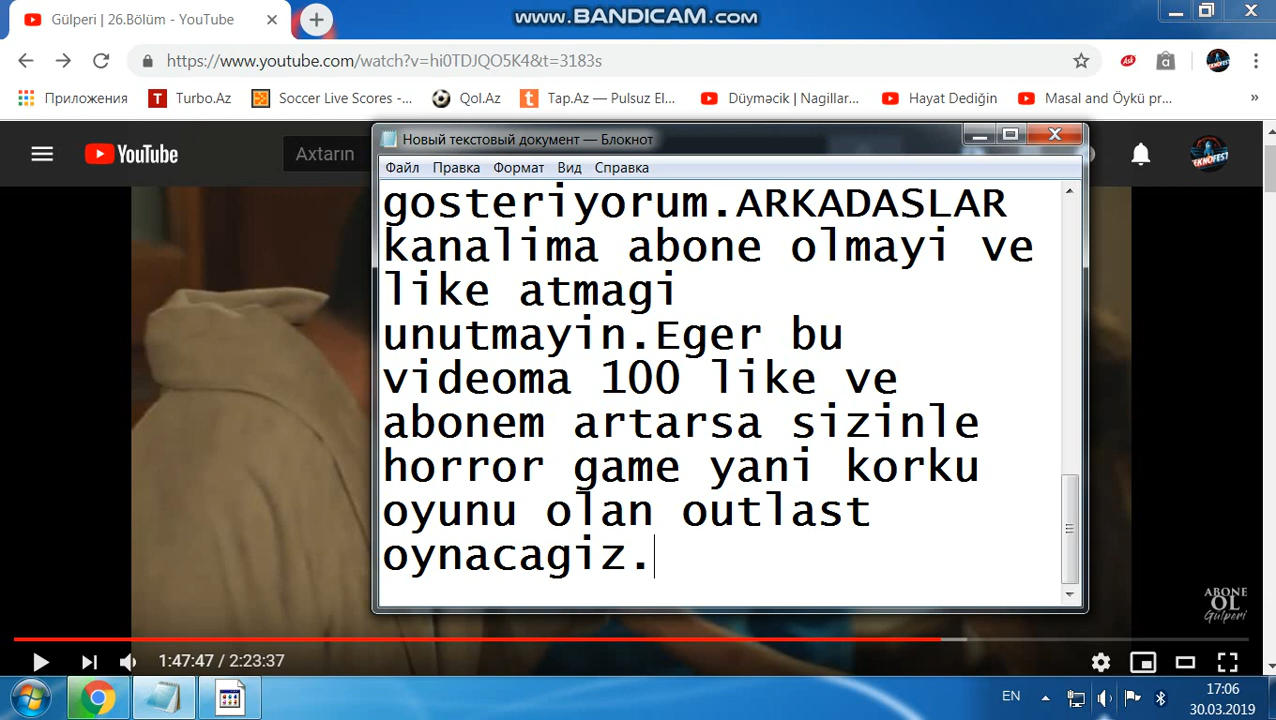 Gülperi | 26.Bölüm - YouTube
www.BANDICAM.com
https://www.youtube.com/watch?v=hi0TDJQO5K4&t=3183s
Ask
a
Приложения
T Turbo.Az
Soccer Live Scores -...
Qol.Az
t Tap.Az — Pulsuz El...
Düyməcik | Nagillar...
Hayat Dediğin
Masal and Öykü pr...
»
YouTube
Axtarın
Новый текстовый документ — Блокнот
Файл Правка Формат Вид Справка
gosteriyorum.ARKADASLAR
kanalima abone olmayi ve
like atmagi
unutmayin.Eger bu
videoma 100 like ve
abonem artarsa sizinle
horror game yani korku
oyunu olan outlast
oynacagiz.
ABONE
OL
Gulperi
1:47:47 / 2:23:37
EN
17:06
30.03.2019